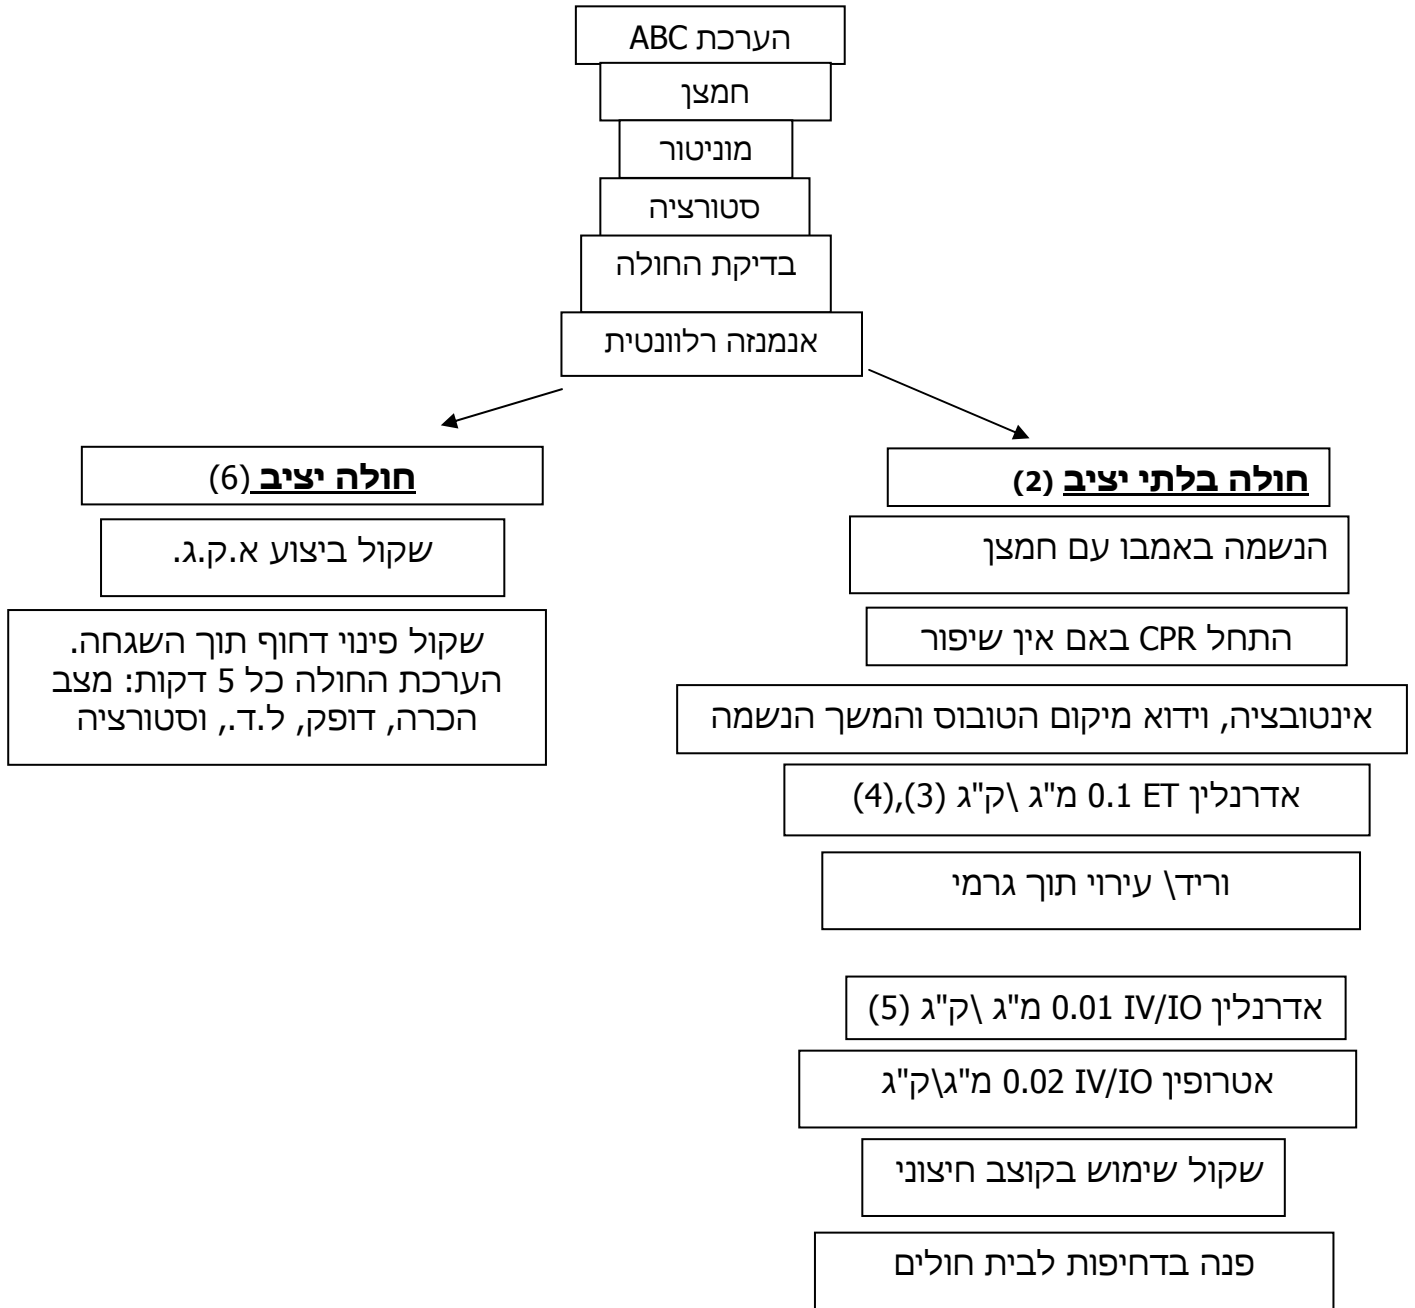 הערכת ABC
חמצן
מוניטור
סטורציה
בדיקת החולה
אנמנזה רלוונטית
חולה בלתי יציב (2)
הנשמה באמבו עם חמצן
התחל CPR באם אין שיפור
אינטובציה, וידוא מיקום הטובוס והמשך הנשמה
אדרנלין ET 0.1 מ"ג \ק"ג (3),(4)
וריד\ עירוי תוך גרמי
אדרנלין IV/IO 0.01 מ"ג \ק"ג (5)
אטרופין IV/IO 0.02 מ"ג\ק"ג
שקול שימוש בקוצב חיצוני
פנה בדחיפות לבית חולים
חולה יציב (6)
שקול ביצוע א.ק.ג.
שקול פינוי דחוף תוך השגחה.
הערכת החולה כל 5 דקות: מצב
הכרה, דופק, ל.ד., וסטורציה